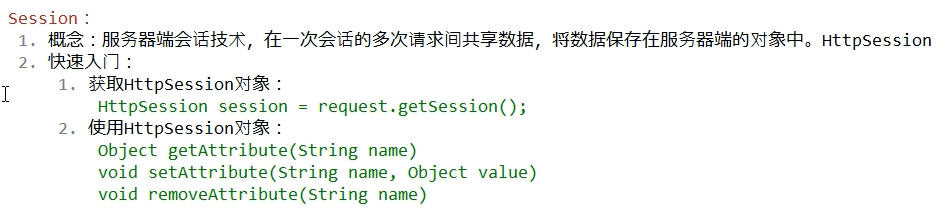 Session：
1. 概念：服务器端会话技术，在一次会话的多次请求间共享数据，将数据保存在服务器端的对象中。HttpSession
2. 快速入门：
1. 获取HttpSession对象：
HttpSession session = request.getSession();
2. 使用HttpSession对象：
Object getAttribute(String name)
void setAttribute(String name, Object value)
void removeAttribute(String name)